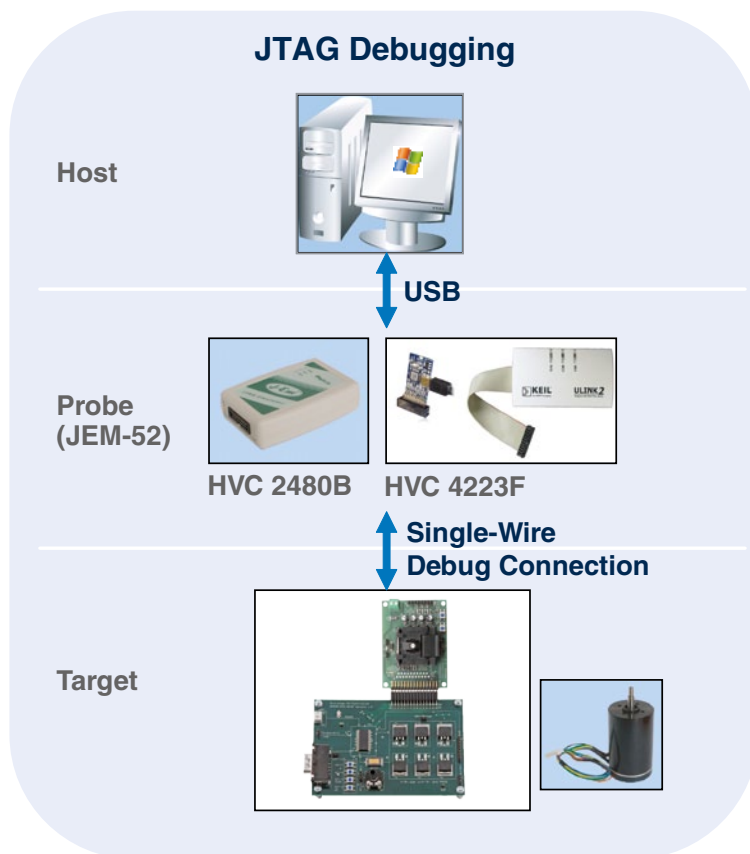 JTAG Debugging
Host
USB
Probe
(JEM-52)
KEIL
ULINK2
HVC 2480B
HVC 4223F
Single-Wire
Debug Connection
Target